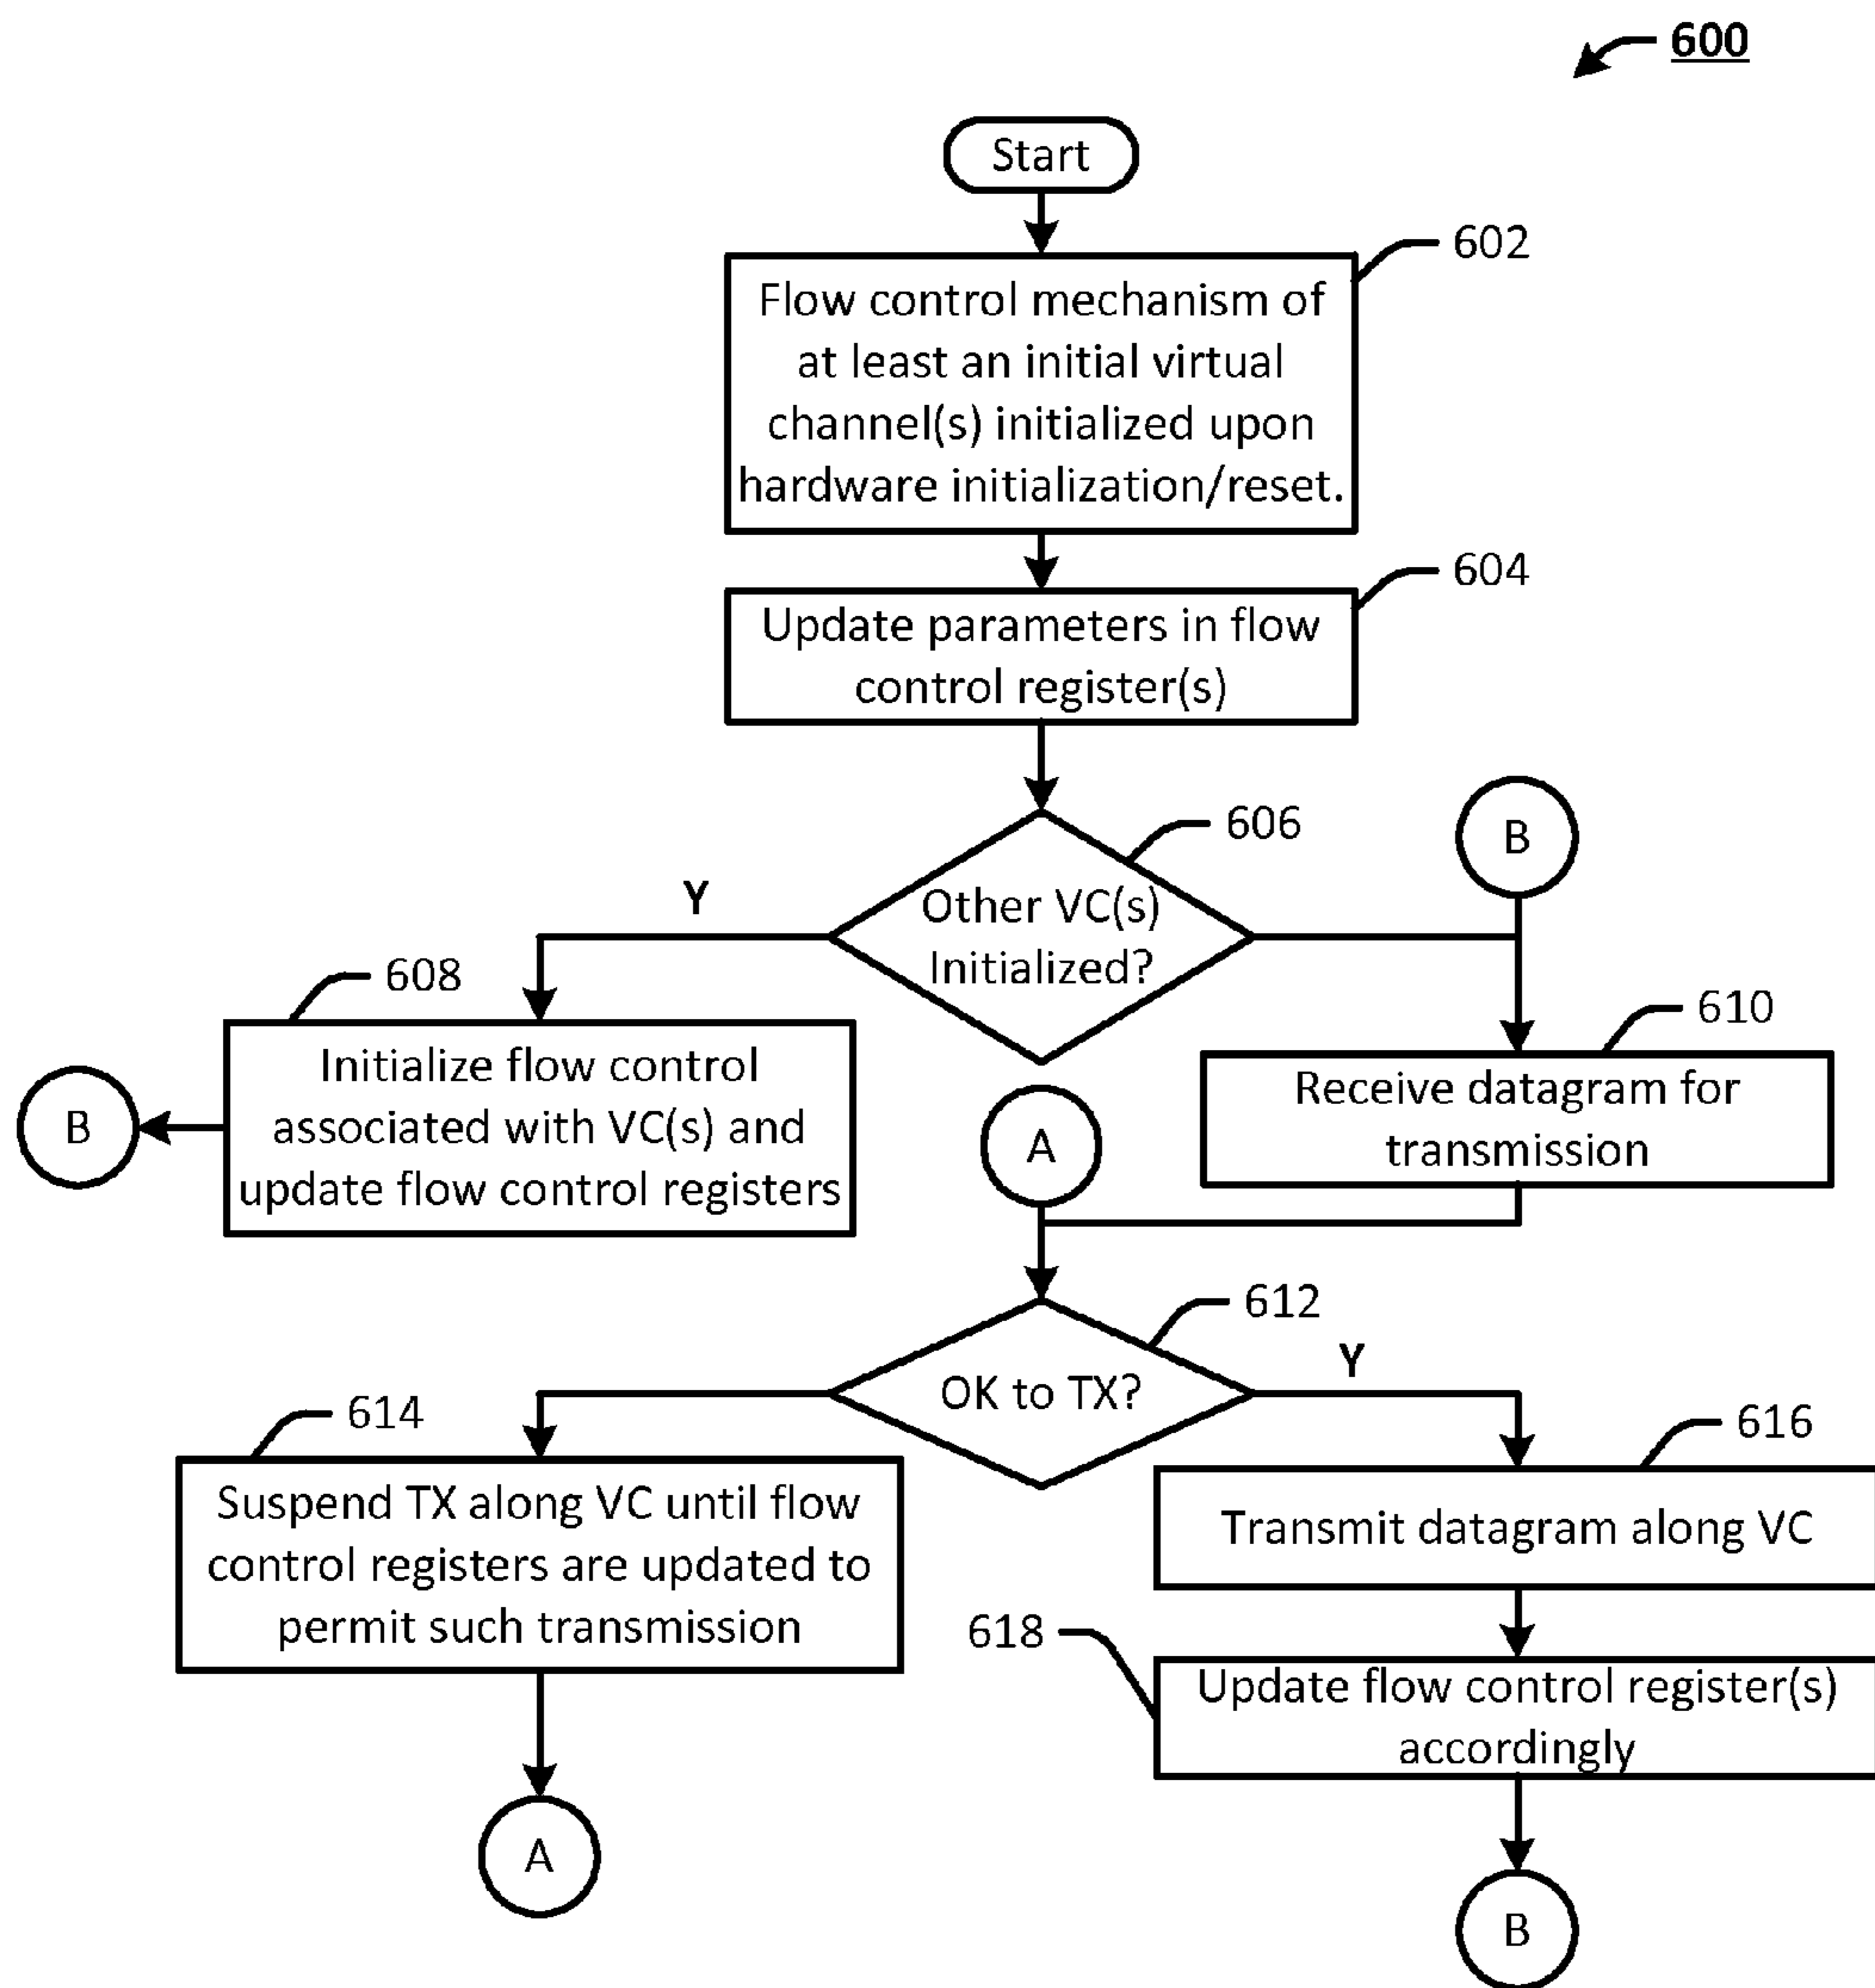 600
Start
602
Flow control mechanism of
at least an initial virtual
channel(s) initialized upon
hardware initialization/reset.
604
Update parameters in flow
control register(s)
606
B
Y
Other VC(s)
Initialized?
608
610
Initialize flow control
associated with VC(s) and
update flow control registers
B
Receive datagram for
transmission
A
612
OK to TX?
Y
614
616
Suspend TX along VC until flow
control registers are updated to
permit such transmission
Transmit datagram along VC
618
Update flow control register(s)
accordingly
A
B